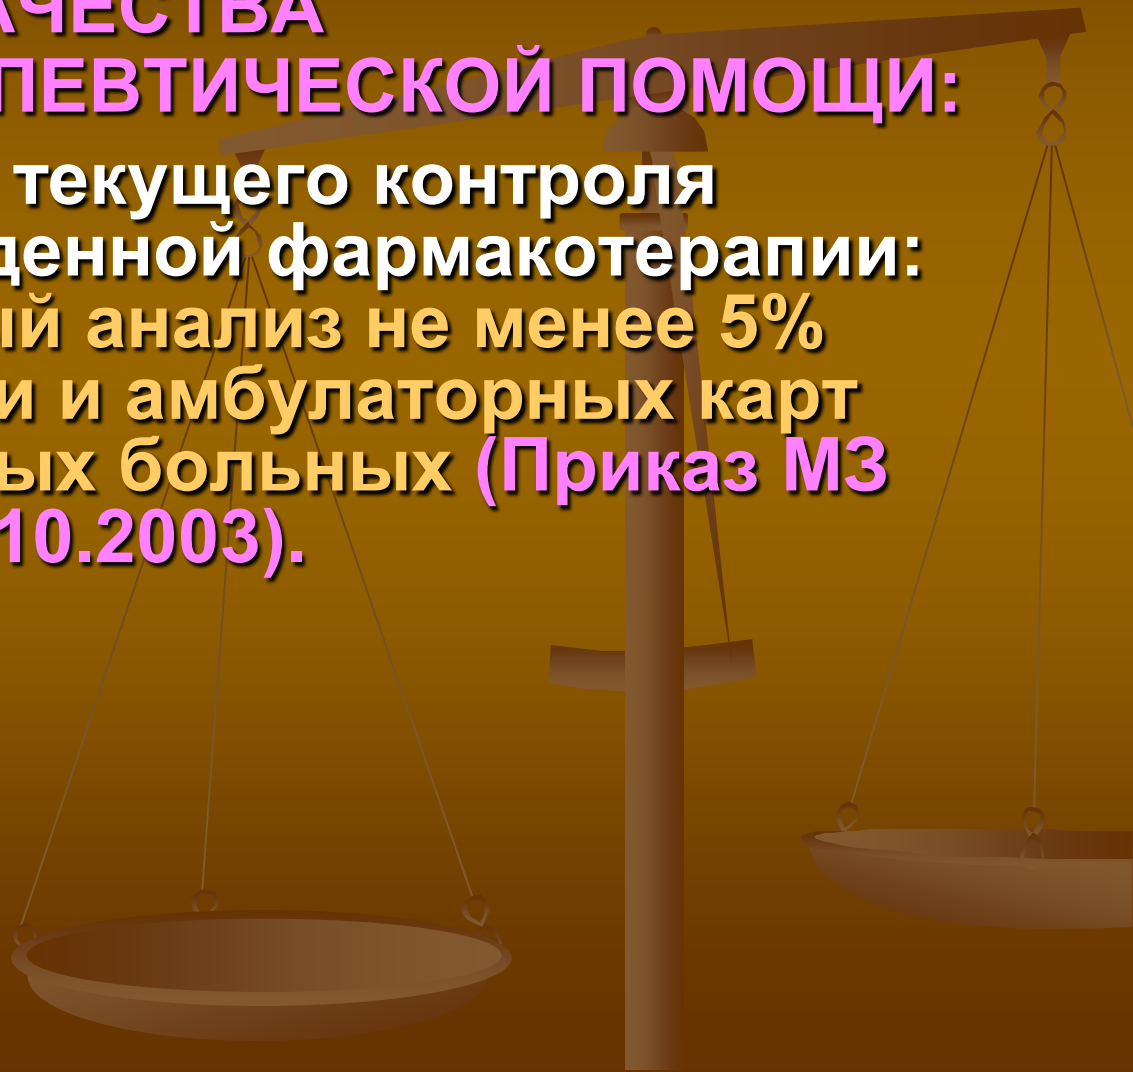 АЧЕСТВА
ПЕВТИЧЕСКОЙ ПОМОЩИ:
текущего контроля
денной фармакотерапии:
ый анализ не менее 5%
и и амбулаторных карт
ых больных (Приказ МЗ
10.2003).